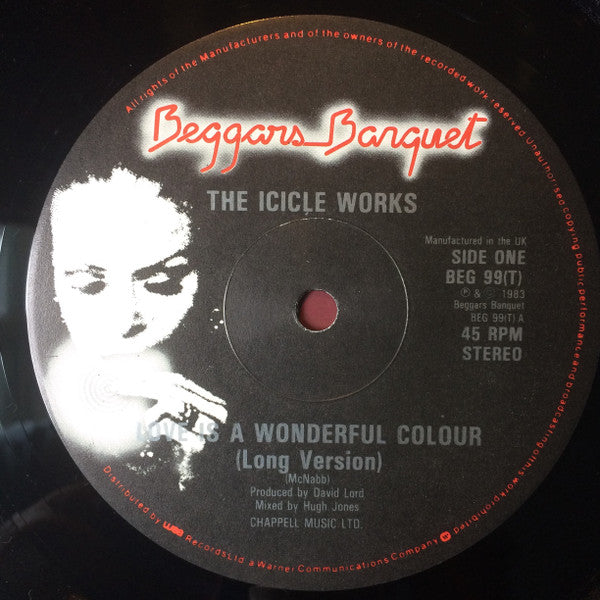 All rights of the Manufacturers and of the owners of the recorded work reserved. Unauthorised copying public performance and broadcasting of this work prohibited
Beggars Banquet
THE ICICLE WORKS
Manufactured in the UK
SIDE ONE
BEG 99(T)
℗ & © 1983
Beggars Banquet
BEG 99(T) A
45 RPM
STEREO
LOVE IS A WONDERFUL COLOUR
(Long Version)
(McNabb)
Produced by David Lord
Mixed by Hugh Jones
CHAPPELL MUSIC LTD.
Distributed by wea Records Ltd a Warner Communications Company